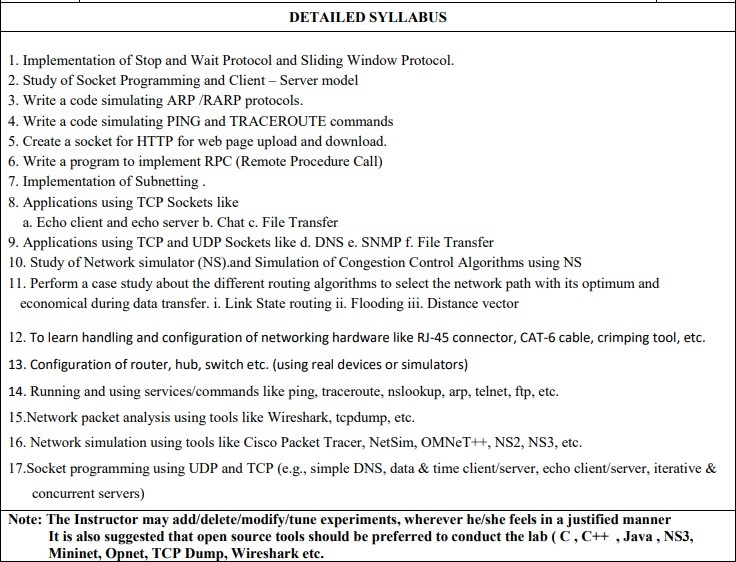 DETAILED SYLLABUS
1. Implementation of Stop and Wait Protocol and Sliding Window Protocol.
2. Study of Socket Programming and Client – Server model
3. Write a code simulating ARP /RARP protocols.
4. Write a code simulating PING and TRACEROUTE commands
5. Create a socket for HTTP for web page upload and download.
6. Write a program to implement RPC (Remote Procedure Call)
7. Implementation of Subnetting .
8. Applications using TCP Sockets like
a. Echo client and echo server b. Chat c. File Transfer
9. Applications using TCP and UDP Sockets like d. DNS e. SNMP f. File Transfer
10. Study of Network simulator (NS).and Simulation of Congestion Control Algorithms using NS
11. Perform a case study about the different routing algorithms to select the network path with its optimum and
economical during data transfer. i. Link State routing ii. Flooding iii. Distance vector
12. To learn handling and configuration of networking hardware like RJ-45 connector, CAT-6 cable, crimping tool, etc.
13. Configuration of router, hub, switch etc. (using real devices or simulators)
14. Running and using services/commands like ping, traceroute, nslookup, arp, telnet, ftp, etc.
15.Network packet analysis using tools like Wireshark, tcpdump, etc.
16. Network simulation using tools like Cisco Packet Tracer, NetSim, OMNeT++, NS2, NS3, etc.
17.Socket programming using UDP and TCP (e.g., simple DNS, data & time client/server, echo client/server, iterative &
concurrent servers)
Note: The Instructor may add/delete/modify/tune experiments, wherever he/she feels in a justified manner
It is also suggested that open source tools should be preferred to conduct the lab ( C , C++ , Java , NS3,
Mininet, Opnet, TCP Dump, Wireshark etc.